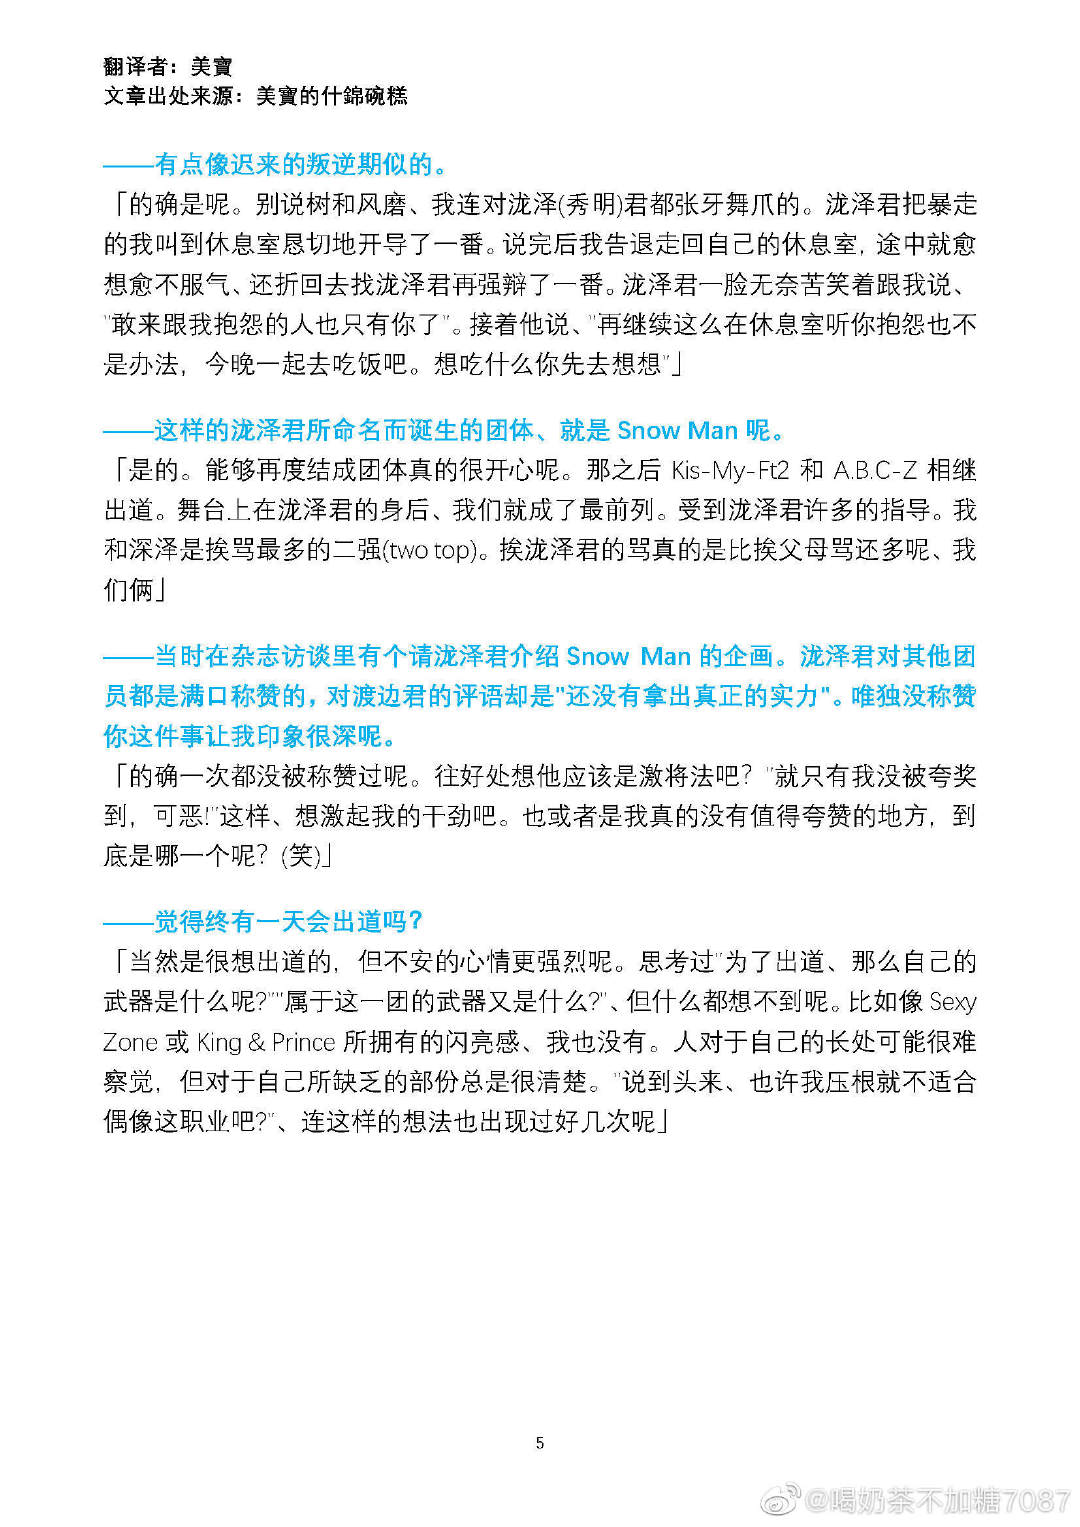 翻译者：美寶
文章出处来源：美寶的什錦碗糕
——有点像迟来的叛逆期似的。
「的确是呢。别说树和风磨、我连对泷泽(秀明)君都张牙舞爪的。泷泽君把暴走
的我叫到休息室恳切地开导了一番。说完后我告退走回自己的休息室，途中就愈
想愈不服气、还折回去找泷泽君再强辩了一番。泷泽君一脸无奈苦笑着跟我说、
"敢来跟我抱怨的人也只有你了"。接着他说、"再继续这么在休息室听你抱怨也不
是办法，今晚一起去吃饭吧。想吃什么你先去想想"」
——这样的泷泽君所命名而诞生的团体、就是 Snow Man 呢。
「是的。能够再度结成团体真的很开心呢。那之后 Kis-My-Ft2 和 A.B.C-Z 相继
出道。舞台上在泷泽君的身后、我们就成了最前列。受到泷泽君许多的指导。我
和深泽是挨骂最多的二强(two top)。挨泷泽君的骂真的是比挨父母骂还多呢、我
们俩」
——当时在杂志访谈里有个请泷泽君介绍 Snow Man 的企画。泷泽君对其他团
员都是满口称赞的，对渡边君的评语却是"还没有拿出真正的实力"。唯独没称赞
你这件事让我印象很深呢。
「的确一次都没被称赞过呢。往好处想他应该是激将法吧？"就只有我没被夸奖
到，可恶!"这样、想激起我的干劲吧。也或者是我真的没有值得夸赞的地方，到
底是哪一个呢？(笑)」
——觉得终有一天会出道吗？
「当然是很想出道的，但不安的心情更强烈呢。思考过"为了出道、那么自己的
武器是什么呢?""属于这一团的武器又是什么?"、但什么都想不到呢。比如像 Sexy
Zone 或 King & Prince 所拥有的闪亮感、我也没有。人对于自己的长处可能很难
察觉，但对于自己所缺乏的部份总是很清楚。"说到头来、也许我压根就不适合
偶像这职业吧?"、连这样的想法也出现过好几次呢」
5
@喝奶茶不加糖7087